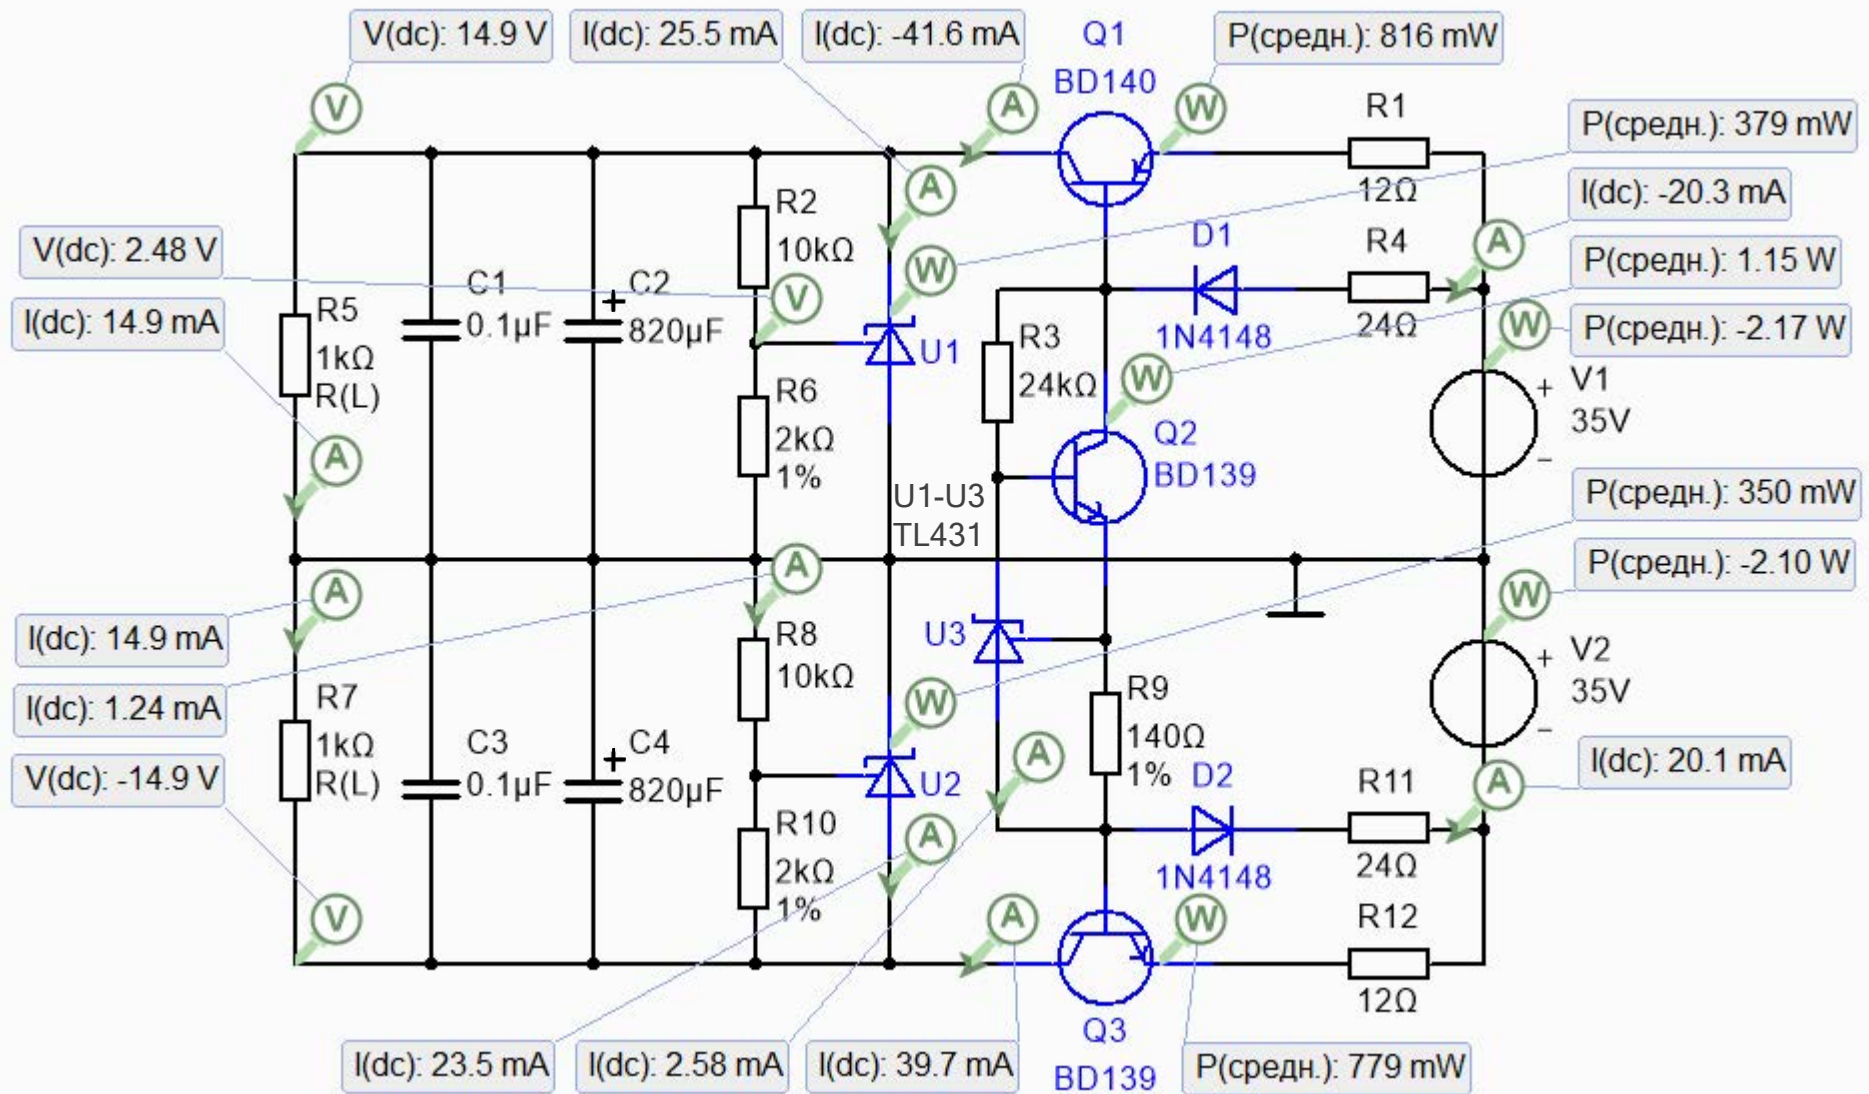 V(dc): 14.9 V
I(dc): 25.5 mA
I(dc): -41.6 mA
Q1
BD140
P(средн.): 816 mW
V
A
W
R1
12Ω
P(средн.): 379 mW
A
I(dc): -20.3 mA
R2
10kΩ
D1
1N4148
R4
24Ω
A
V(dc): 2.48 V
W
P(средн.): 1.15 W
I(dc): 14.9 mA
R5
1kΩ
R(L)
C1
0.1µF
+
C2
820µF
V
U1
R3
24kΩ
W
P(средн.): -2.17 W
W
+
V1
35V
−
A
R6
2kΩ
1%
Q2
BD139
U1-U3
TL431
P(средн.): 350 mW
A
A
P(средн.): -2.10 W
W
I(dc): 14.9 mA
R8
10kΩ
U3
+
V2
35V
−
I(dc): 1.24 mA
R7
1kΩ
R(L)
W
R9
140Ω
1%
V(dc): -14.9 V
C3
0.1µF
+
C4
820µF
U2
A
D2
1N4148
R11
24Ω
A
I(dc): 20.1 mA
R10
2kΩ
1%
A
V
A
W
R12
12Ω
Q3
BD139
I(dc): 23.5 mA
I(dc): 2.58 mA
I(dc): 39.7 mA
P(средн.): 779 mW